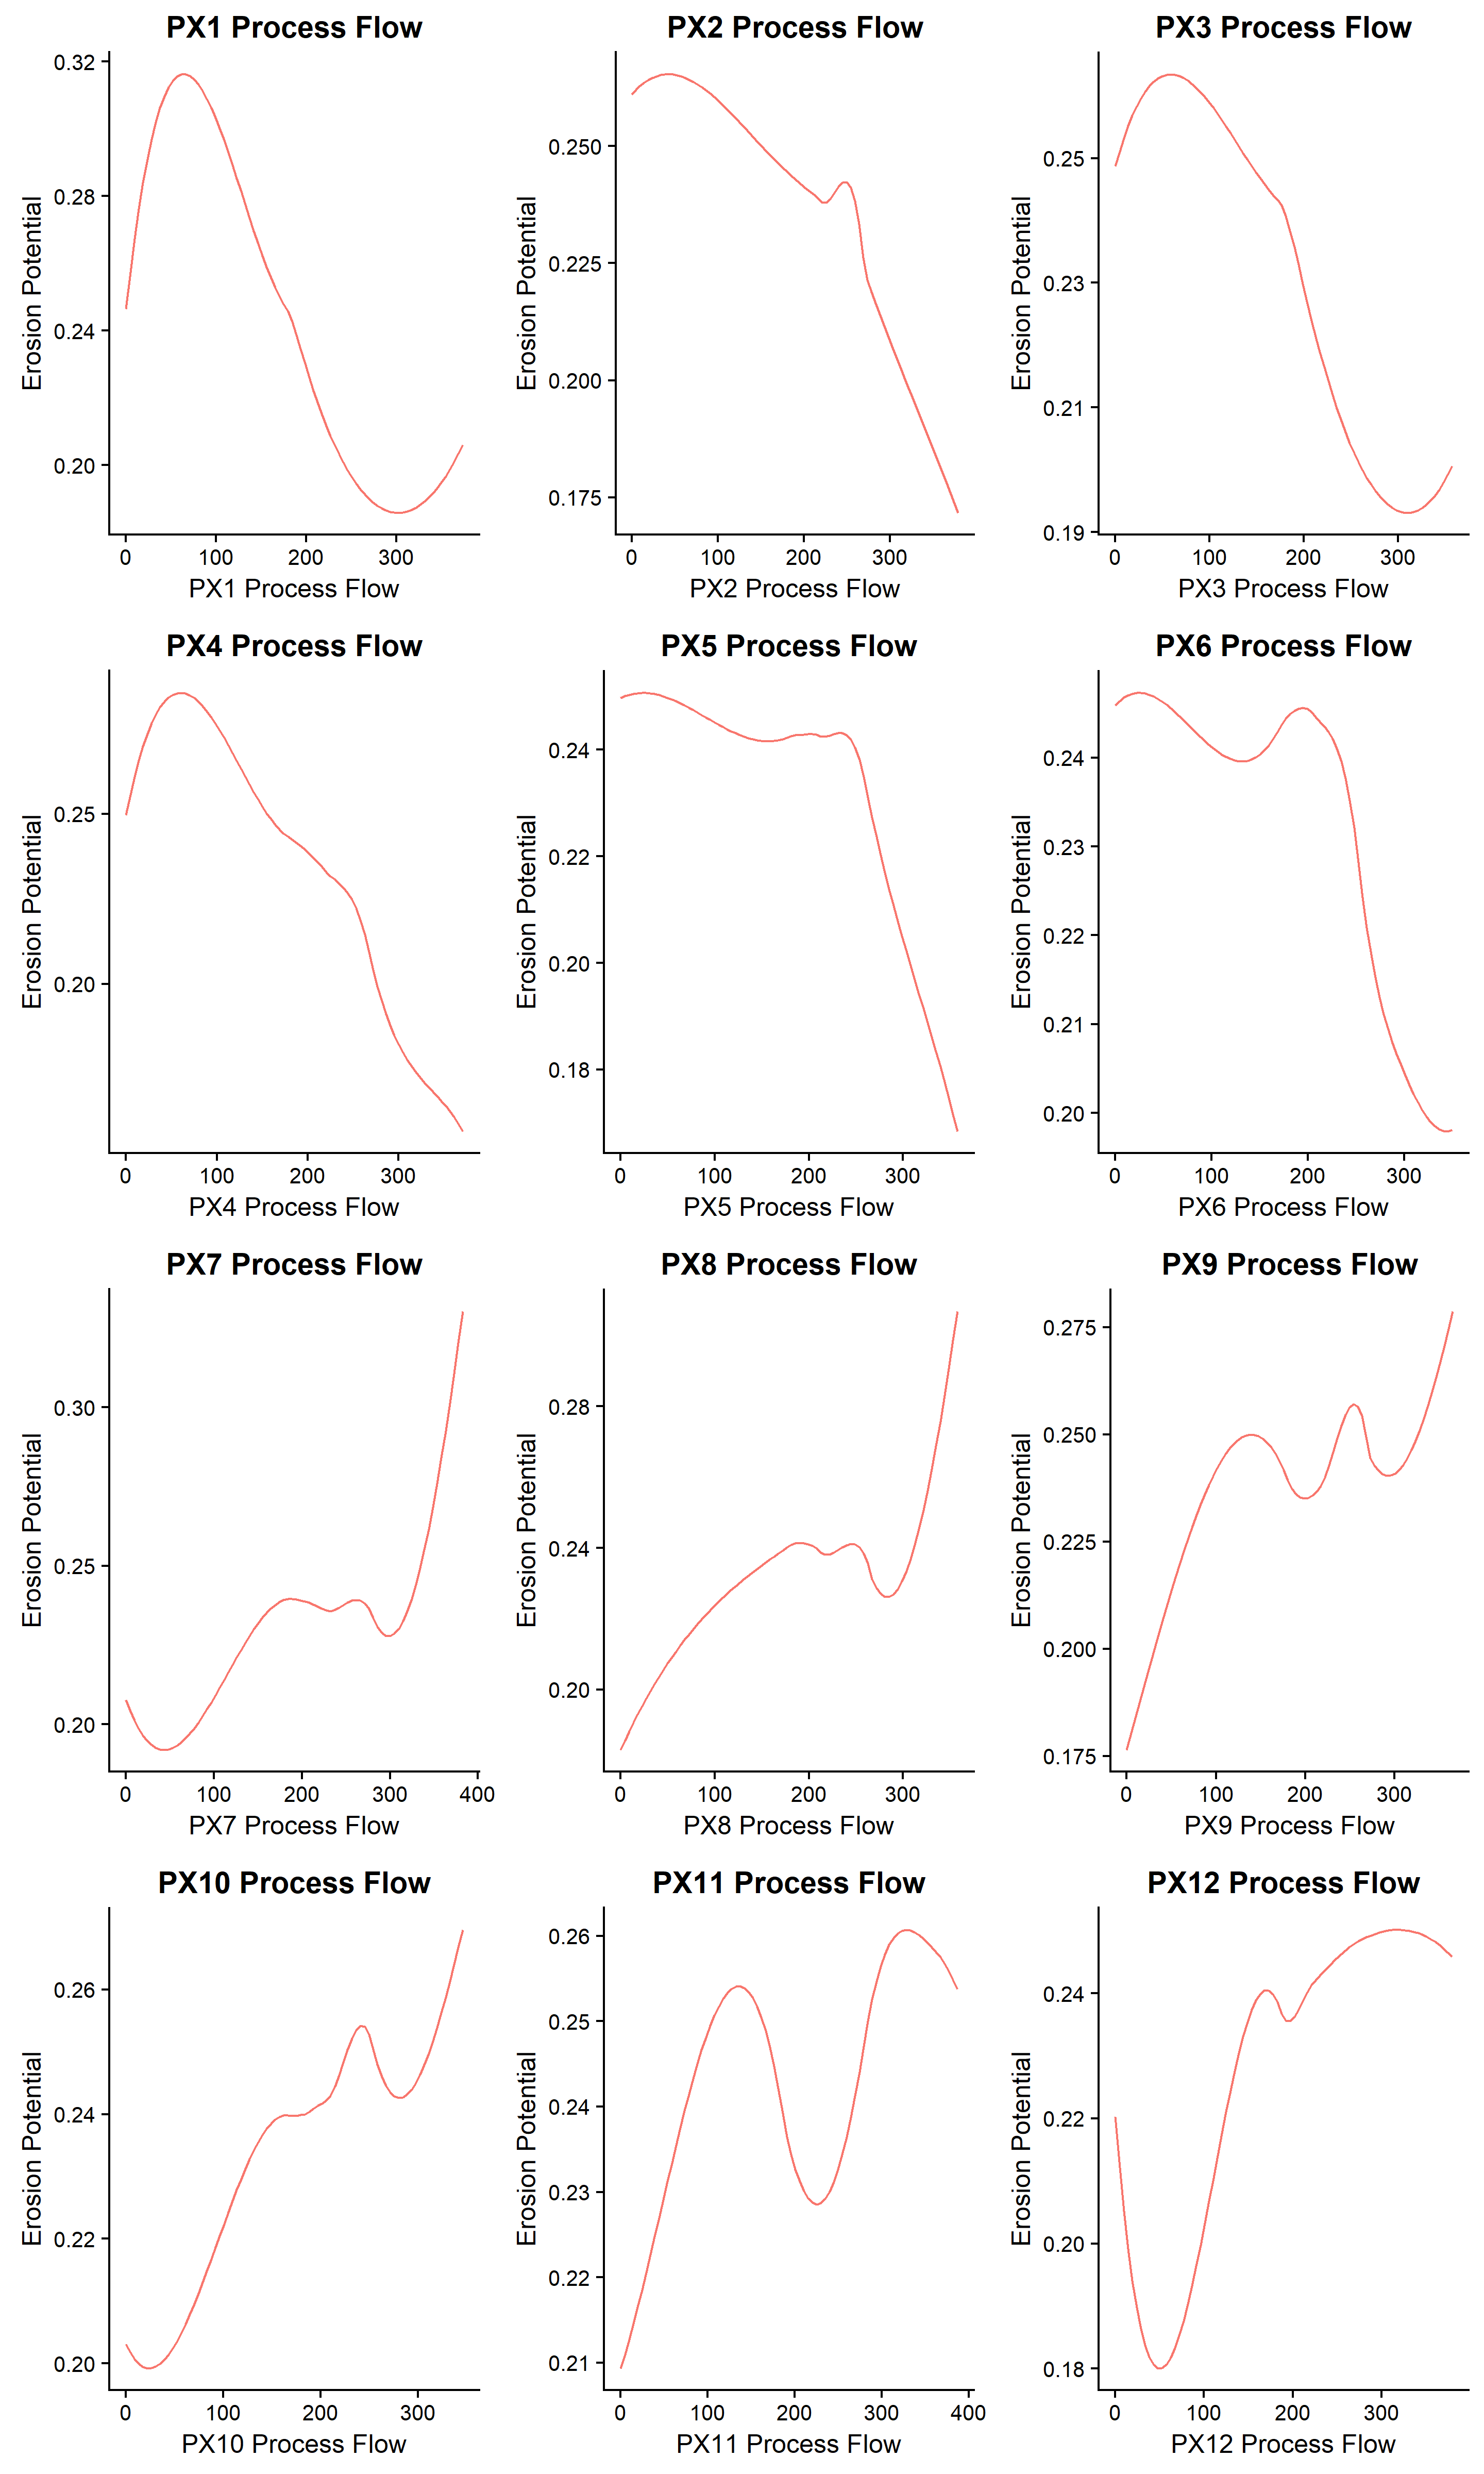 PX1 Process Flow
PX2 Process Flow
PX3 Process Flow
0.32
0.28
0.24
0.20
Erosion Potential
0
100
200
300
PX1 Process Flow
0.250
0.225
0.200
0.175
Erosion Potential
0
100
200
300
PX2 Process Flow
0.25
0.23
0.21
0.19
Erosion Potential
0
100
200
300
PX3 Process Flow
PX4 Process Flow
PX5 Process Flow
PX6 Process Flow
0.25
0.20
Erosion Potential
0
100
200
300
PX4 Process Flow
0.24
0.22
0.20
0.18
Erosion Potential
0
100
200
300
PX5 Process Flow
0.24
0.23
0.22
0.21
0.20
Erosion Potential
0
100
200
300
PX6 Process Flow
PX7 Process Flow
PX8 Process Flow
PX9 Process Flow
0.30
0.25
0.20
Erosion Potential
0
100
200
300
400
PX7 Process Flow
0.28
0.24
0.20
Erosion Potential
0
100
200
300
PX8 Process Flow
0.275
0.250
0.225
0.200
0.175
Erosion Potential
0
100
200
300
PX9 Process Flow
PX10 Process Flow
PX11 Process Flow
PX12 Process Flow
0.26
0.24
0.22
0.20
Erosion Potential
0
100
200
300
PX10 Process Flow
0.26
0.25
0.24
0.23
0.22
0.21
Erosion Potential
0
100
200
300
400
PX11 Process Flow
0.24
0.22
0.20
0.18
Erosion Potential
0
100
200
300
PX12 Process Flow